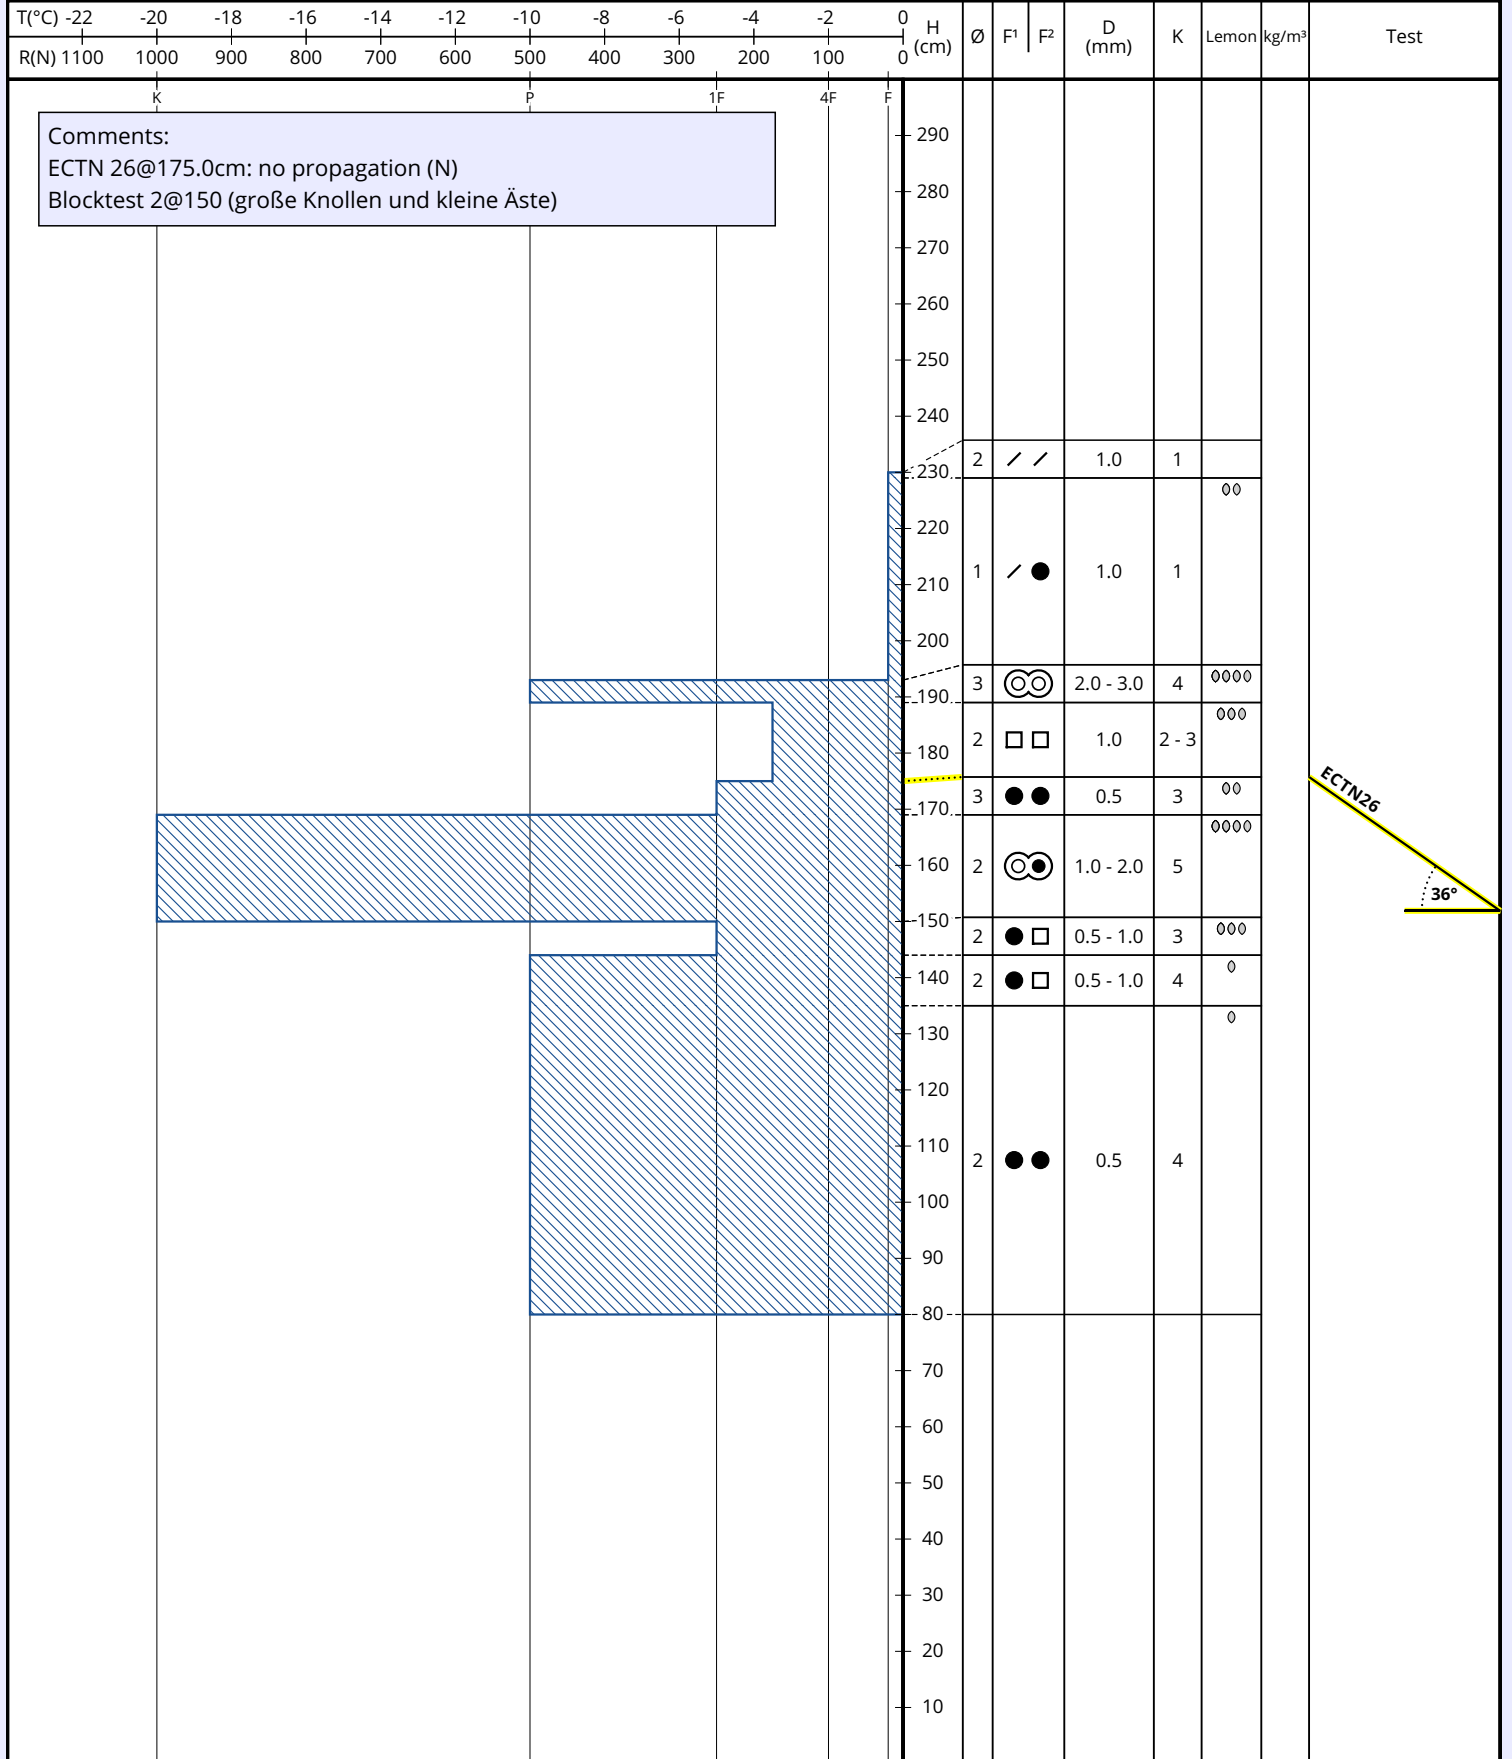 T(°C) -22 -20 -18 -16 -14 -12 -10 -8 -6 -4 -2 0
R(N) 1100 1000 900 800 700 600 500 400 300 200 100 0
H (cm) Ø F¹ F² D (mm) K Lemon kg/m³ Test
K P 1F 4F F
Comments:
ECTN 26@175.0cm: no propagation (N)
Blocktest 2@150 (große Knollen und kleine Äste)
290
280
270
260
250
240
230
220
210
200
190
180
170
160
150
140
130
120
110
100
90
80
70
60
50
40
30
20
10
2 1.0 1
1 1.0 1
3 2.0 - 3.0 4
2 1.0 2 - 3
3 0.5 3
2 1.0 - 2.0 5
2 0.5 - 1.0 3
2 0.5 - 1.0 4
2 0.5 4
ECTN26
36°